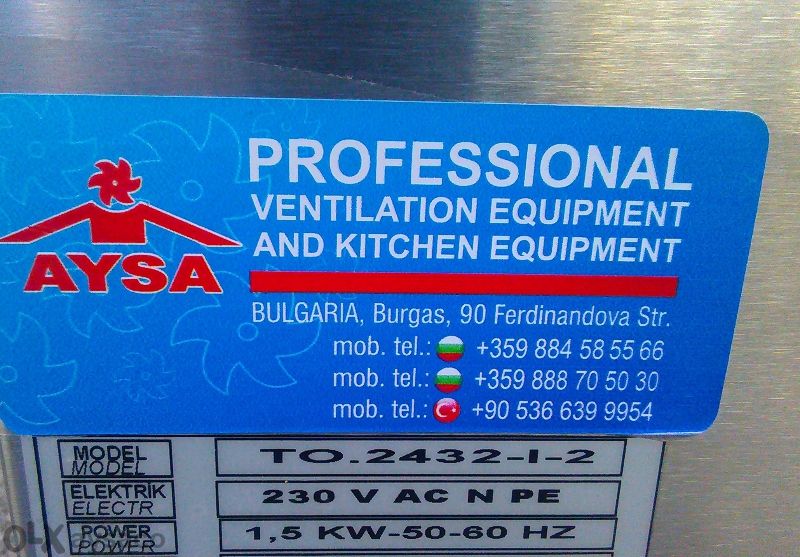 PROFESSIONAL
VENTILATION EQUIPMENT
AND KITCHEN EQUIPMENT
AYSA
BULGARIA, Burgas, 90 Ferdinandova Str.
mob. tel.: +359 884 58 55 66
mob. tel.: +359 888 70 50 30
mob. tel.: +90 536 639 9954
MODEL TO.2432-I-2
MODEL
ELEKTRİK 230 V AC N PE
ELECTR
POWER 1,5 KW-50-60 HZ
POWER
OLX